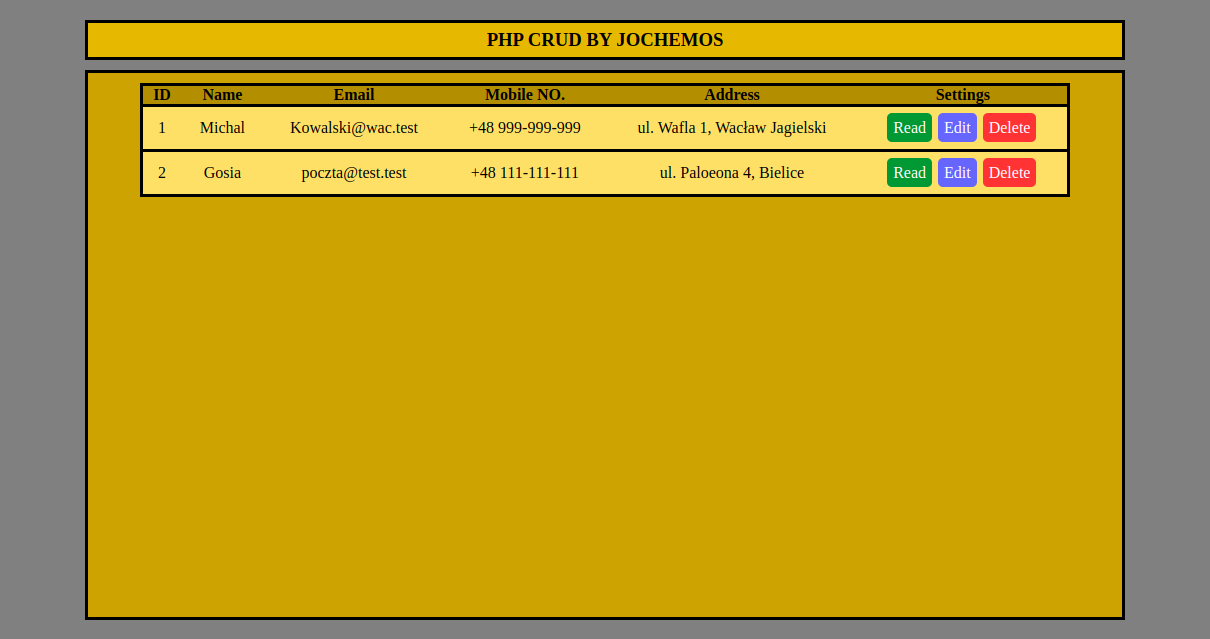 PHP CRUD BY JOCHEMOS
ID Name Email Mobile NO. Address Settings
1 Michal Kowalski@wac.test +48 999-999-999 ul. Wafla 1, Wacław Jagielski Read Edit Delete
2 Gosia poczta@test.test +48 111-111-111 ul. Paloeona 4, Bielice Read Edit Delete